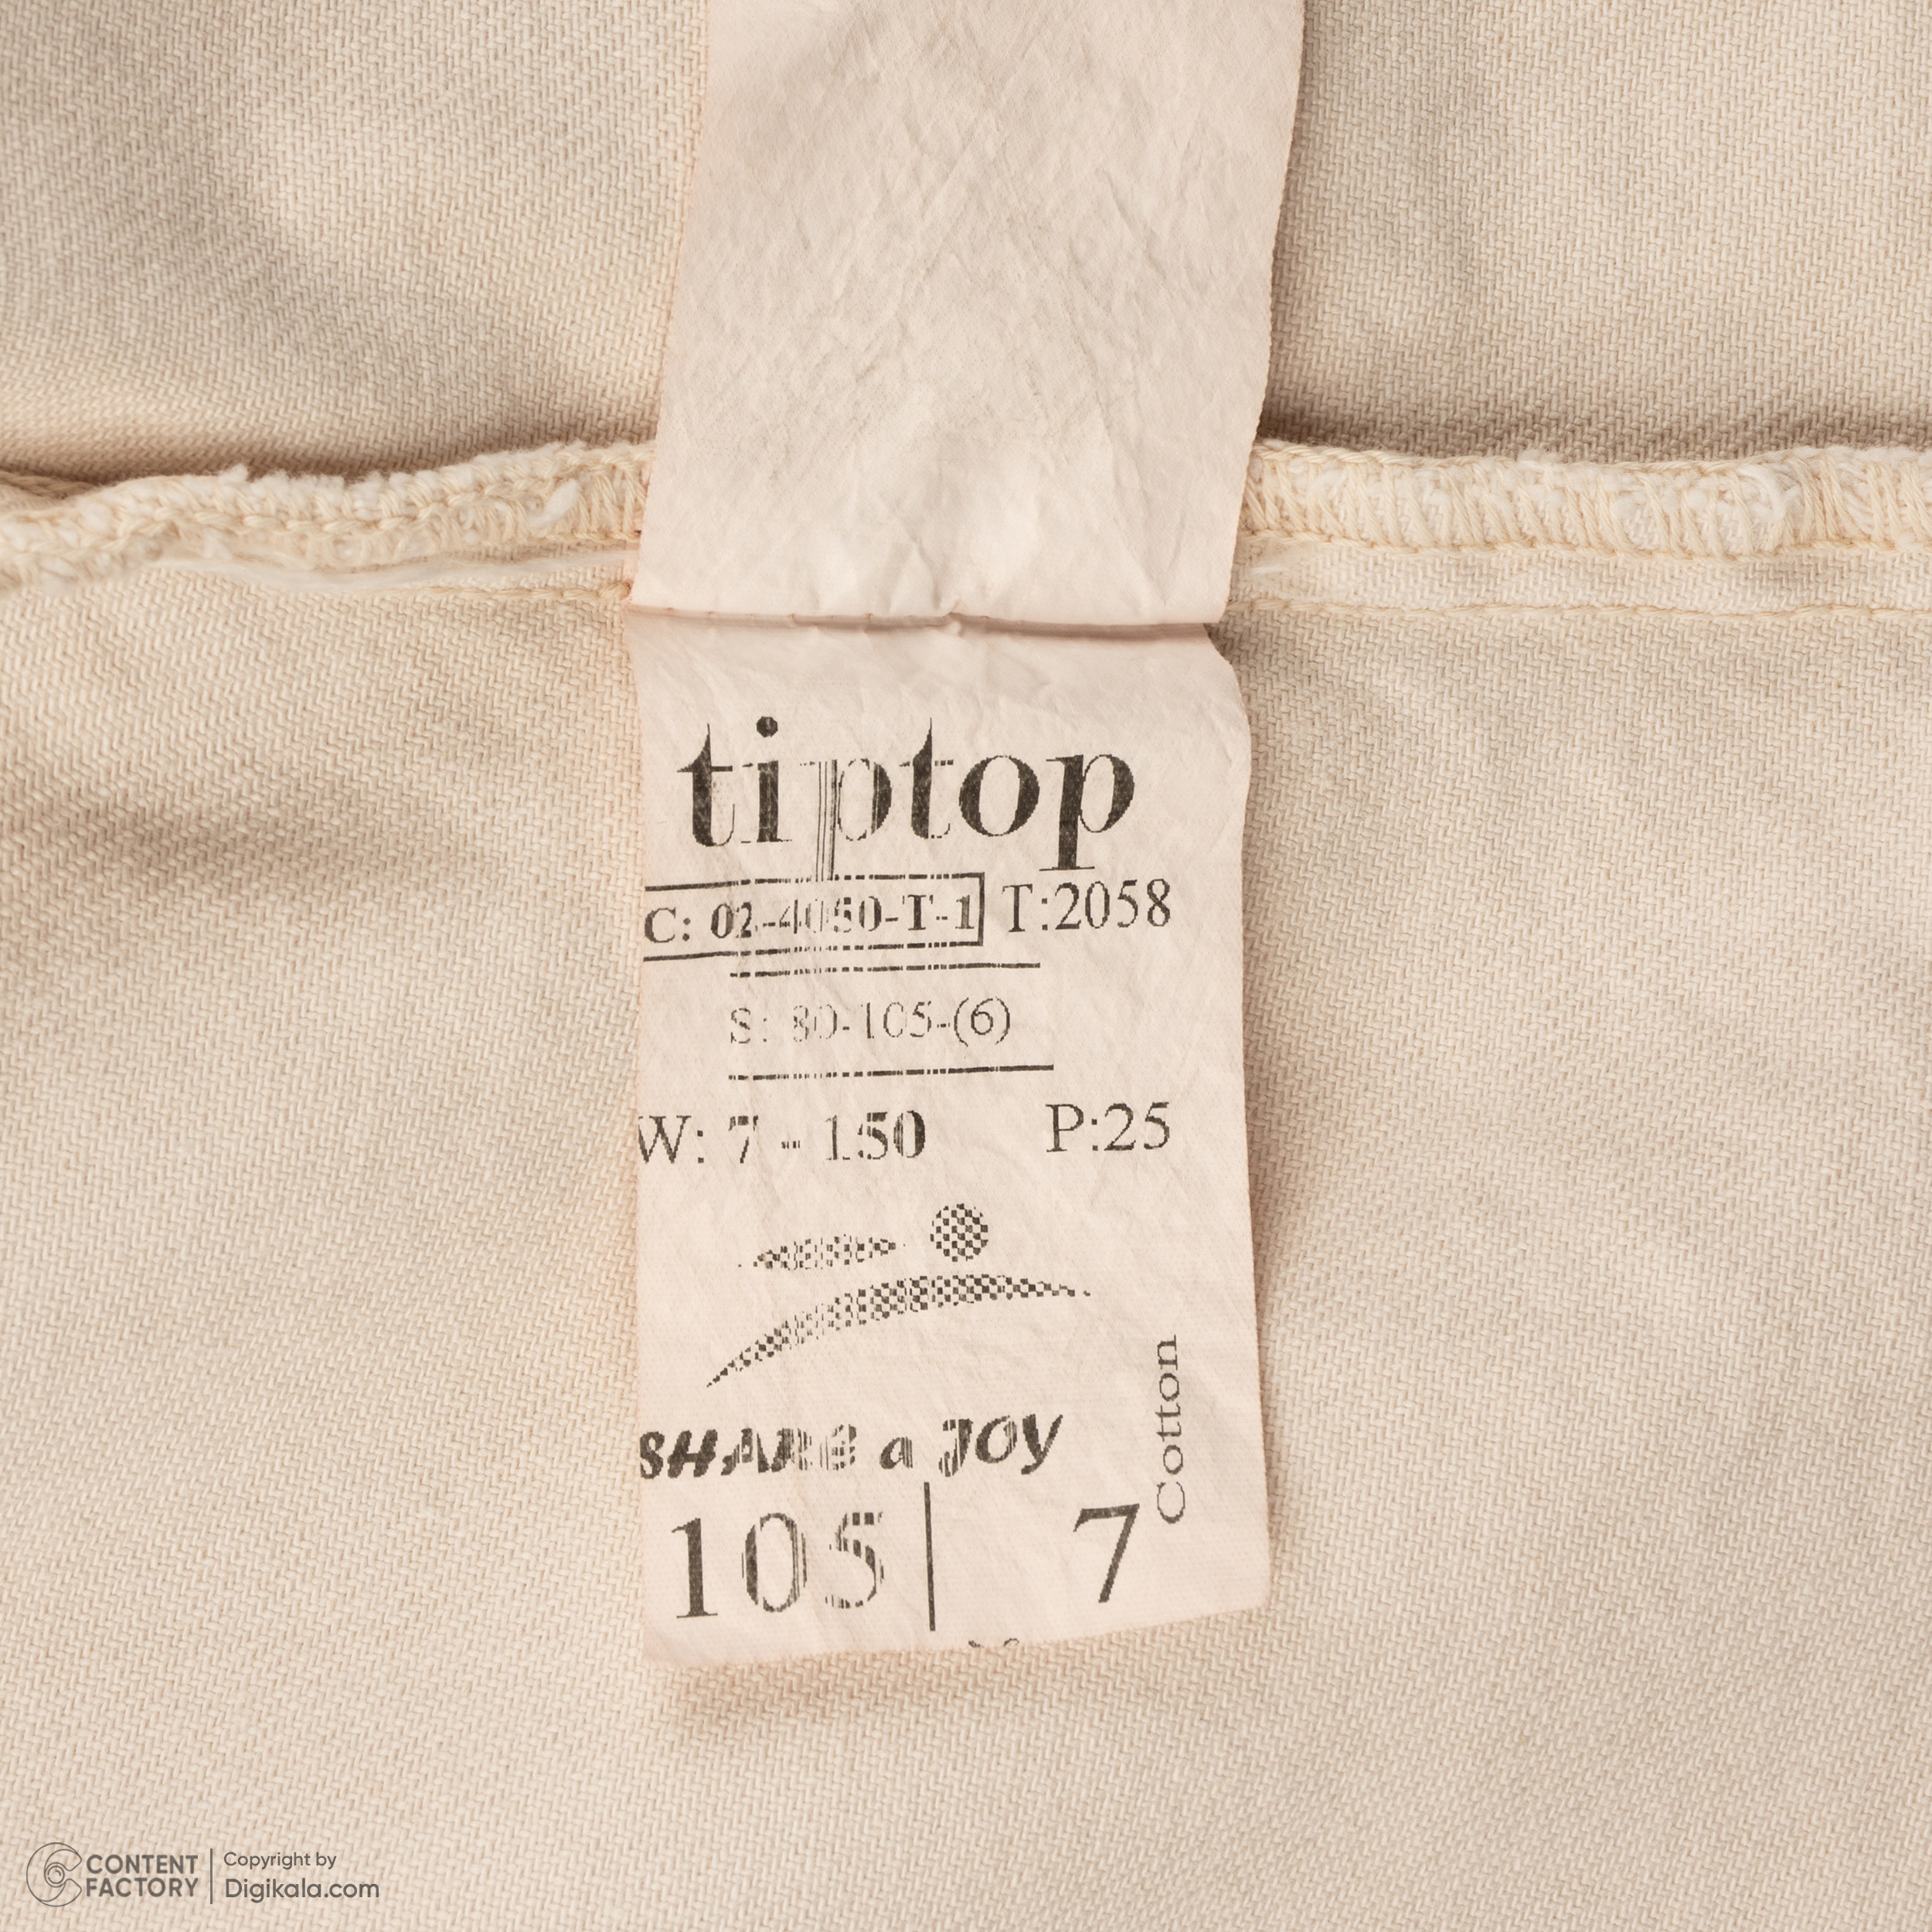 tiptop
C: 02-4050-T-1 T:2058
S: 80-105-(6)
W: 7 - 150 P:25
SHARE a JOY
Cotton
105 | 7
CONTENT FACTORY
Copyright by
Digikala.com